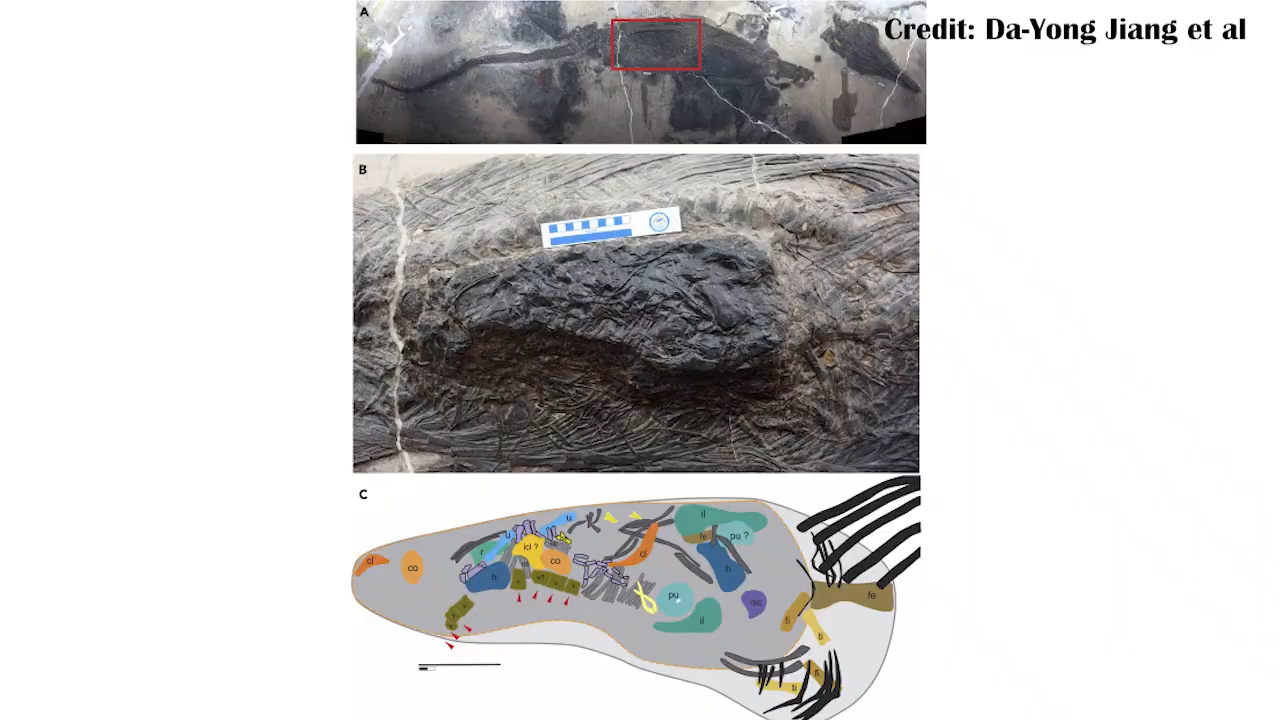 A
Credit: Da-Yong Jiang et al
B
C
il
u
pu ?
fe
u
id ?
cl
r
co
cl
co
h
h
pu
isc
fe
il
fi
ti
fi
ti